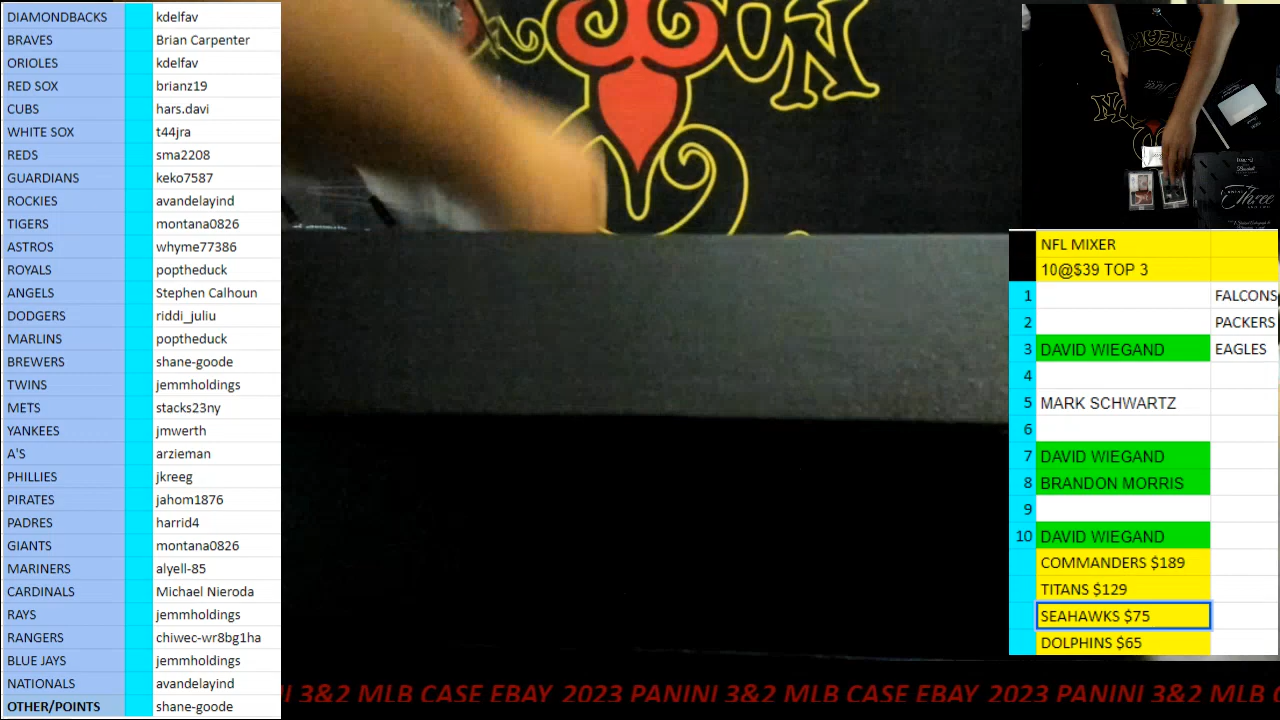 DIAMONDBACKS kdelfav
BRAVES Brian Carpenter
ORIOLES kdelfav
RED SOX brianz19
CUBS hars.davi
WHITE SOX t44jra
REDS sma2208
GUARDIANS keko7587
ROCKIES avandelayind
TIGERS montana0826
ASTROS whyme77386
ROYALS poptheduck
ANGELS Stephen Calhoun
DODGERS riddi_juliu
MARLINS poptheduck
BREWERS shane-goode
TWINS jemmholdings
METS stacks23ny
YANKEES jmwerth
A'S arzieman
PHILLIES jkreeg
PIRATES jahom1876
PADRES harrid4
GIANTS montana0826
MARINERS alyell-85
CARDINALS Michael Nieroda
RAYS jemmholdings
RANGERS chiwec-wr8bg1ha
BLUE JAYS jemmholdings
NATIONALS avandelayind
OTHER/POINTS shane-goode
ON
Three
NFL MIXER
10@$39 TOP 3
1 FALCONS
2 PACKERS
3 DAVID WIEGAND EAGLES
4
5 MARK SCHWARTZ
6
7 DAVID WIEGAND
8 BRANDON MORRIS
9
10 DAVID WIEGAND
COMMANDERS $189
TITANS $129
SEAHAWKS $75
DOLPHINS $65
NI 3&2 MLB CASE EBAY 2023 PANINI 3&2 MLB CASE EBAY 2023 PANINI 3&2 MLB C